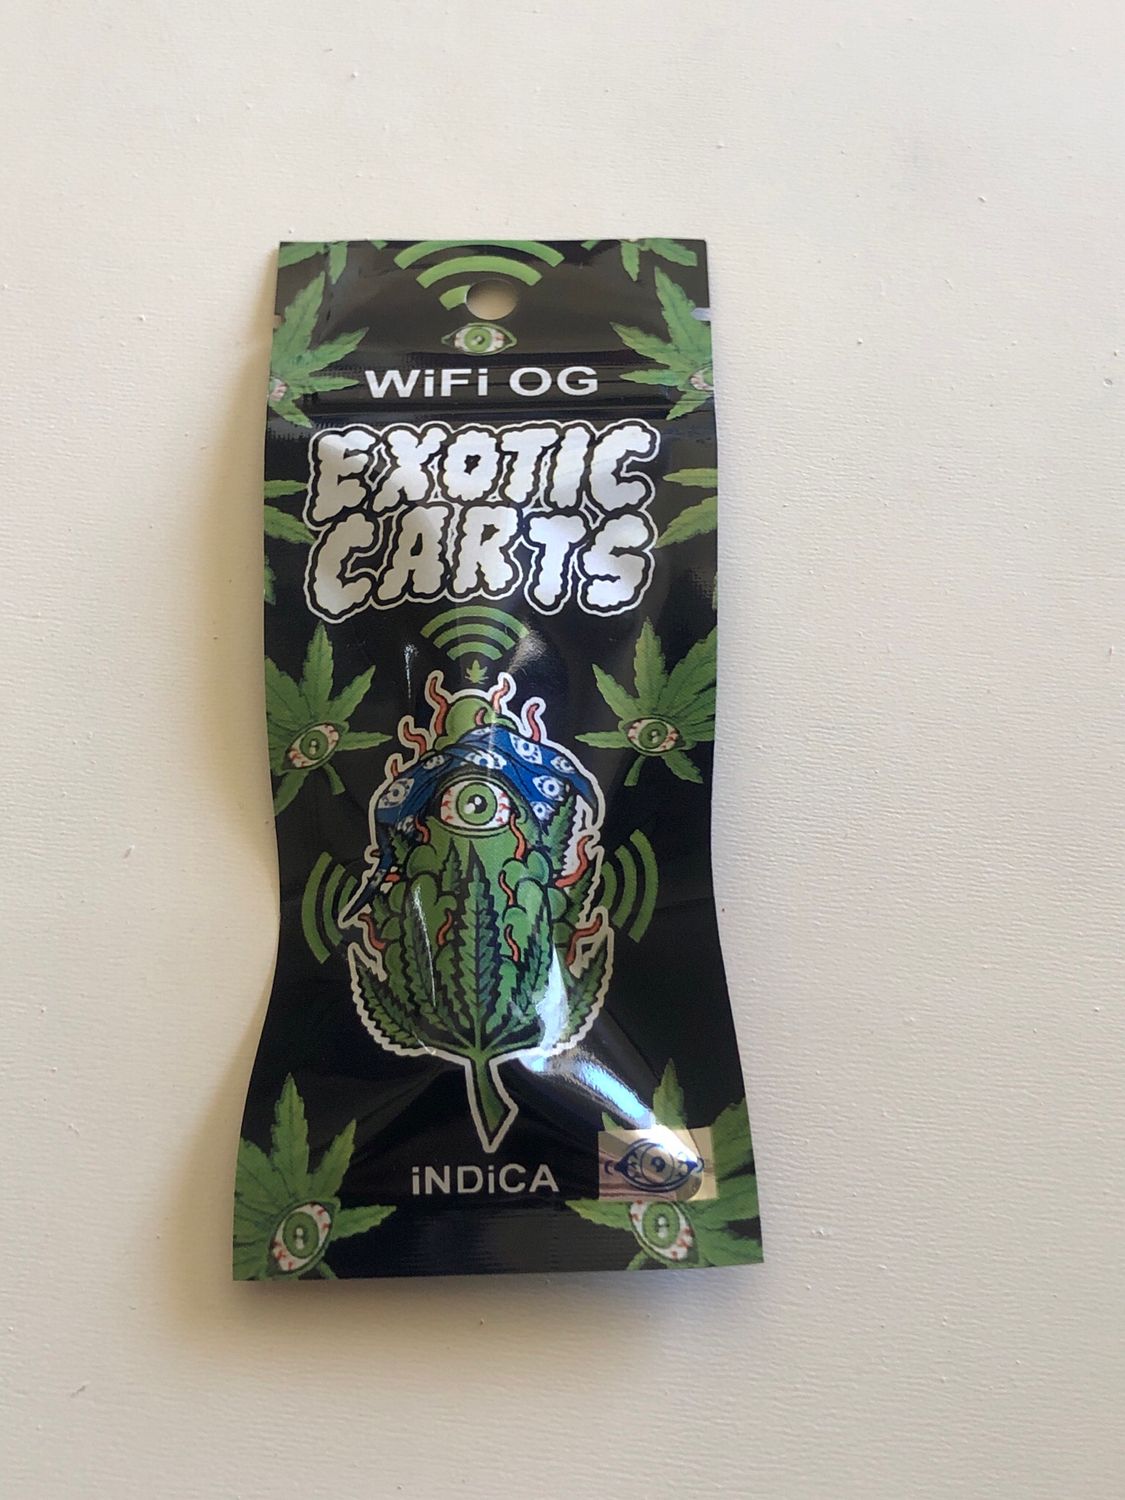 WiFi OG
EXOTIC
CARTS
iNDiCA